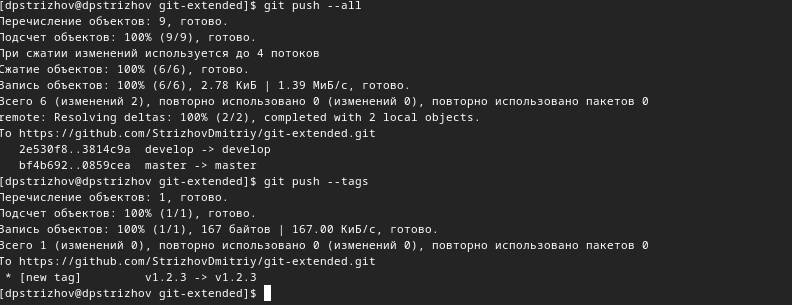 [dpstrizhov@dpstrizhov git-extended]$ git push --all
Перечисление объектов: 9, готово.
Подсчет объектов: 100% (9/9), готово.
При сжатии изменений используется до 4 потоков
Сжатие объектов: 100% (6/6), готово.
Запись объектов: 100% (6/6), 2.78 КиБ | 1.39 МиБ/с, готово.
Всего 6 (изменений 2), повторно использовано 0 (изменений 0), повторно использовано пакетов 0
remote: Resolving deltas: 100% (2/2), completed with 2 local objects.
To https://github.com/StrizhovDmitriy/git-extended.git
   2e530f8..3814c9a  develop -> develop
   bf4b692..0859cea  master -> master
[dpstrizhov@dpstrizhov git-extended]$ git push --tags
Перечисление объектов: 1, готово.
Подсчет объектов: 100% (1/1), готово.
Запись объектов: 100% (1/1), 167 байтов | 167.00 КиБ/с, готово.
Всего 1 (изменений 0), повторно использовано 0 (изменений 0), повторно использовано пакетов 0
To https://github.com/StrizhovDmitriy/git-extended.git
 * [new tag]         v1.2.3 -> v1.2.3
[dpstrizhov@dpstrizhov git-extended]$